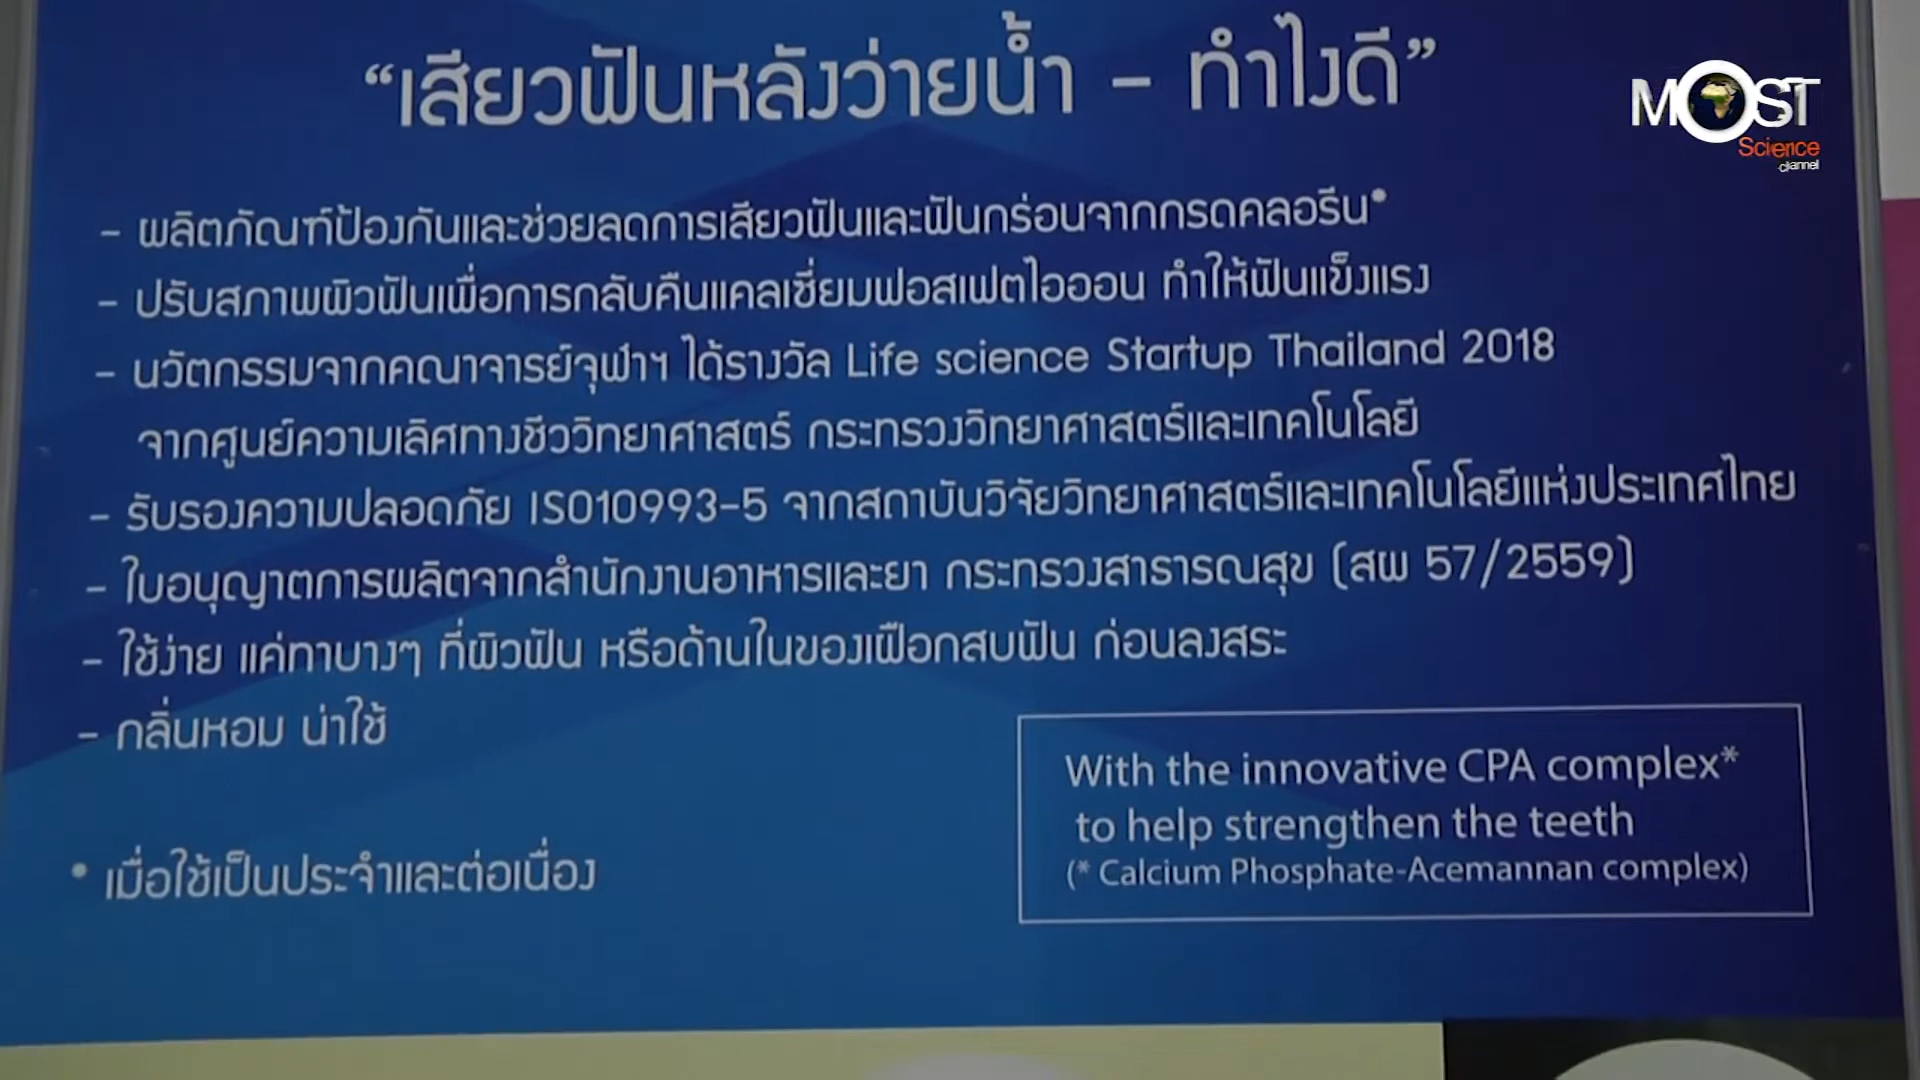 “เสียวฟันหลังว่ายน้ำ – ทำไงดี”
MOST
Science
channel
– ผลิตภัณฑ์ป้องกันและช่วยลดการเสียวฟันและฟันกร่อนจากกรดคลอรีน*
– ปรับสภาพผิวฟันเพื่อการกลับคืนแคลเซี่ยมฟอสเฟตไอออน ทำให้ฟันแข็งแรง
– นวัตกรรมจากคณาจารย์จุฬาฯ ได้รางวัล Life science Startup Thailand 2018
จากศูนย์ความเลิศทางชีววิทยาศาสตร์ กระทรวงวิทยาศาสตร์และเทคโนโลยี
– รับรองความปลอดภัย ISO10993-5 จากสถาบันวิจัยวิทยาศาสตร์และเทคโนโลยีแห่งประเทศไทย
– ใบอนุญาตการผลิตจากสำนักงานอาหารและยา กระทรวงสาธารณสุข (สผ 57/2559)
– ใช้ง่าย แค่ทาบางๆ ที่ผิวฟัน หรือด้านในของเฝือกสบฟัน ก่อนลงสระ
– กลิ่นหอม น่าใช้
With the innovative CPA complex*
to help strengthen the teeth
(* Calcium Phosphate-Acemannan complex)
* เมื่อใช้เป็นประจำและต่อเนื่อง